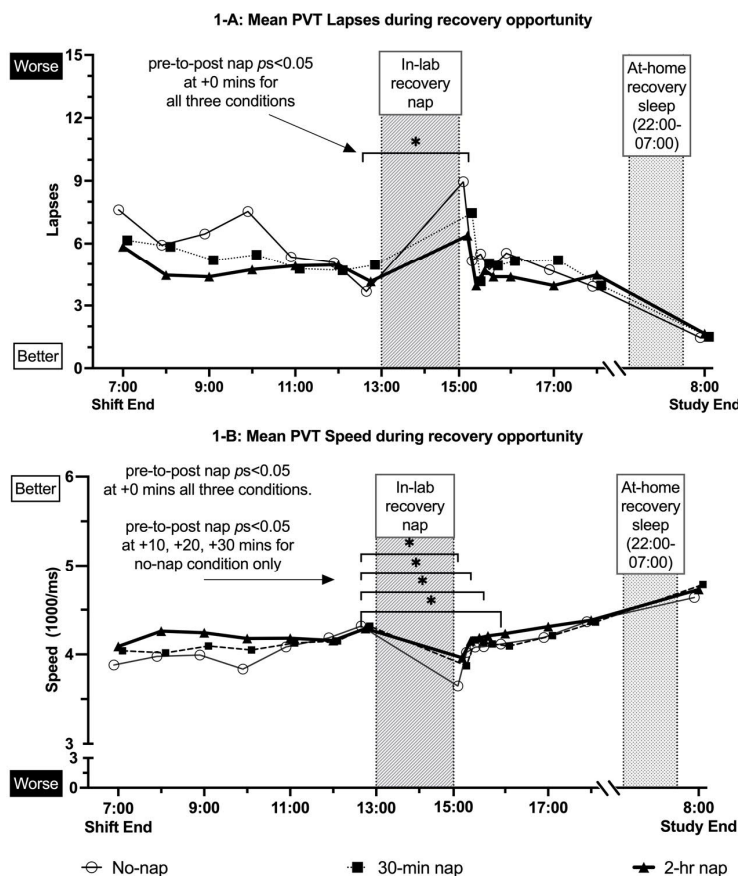 1-A: Mean PVT Lapses during recovery opportunity
Worse
15
12
9
6
3
0
Better
Lapses
pre-to-post nap ps<0.05
at +0 mins for
all three conditions
In-lab
recovery
nap
*
At-home
recovery
sleep
(22:00-
07:00)
7:00 9:00 11:00 13:00 15:00 17:00 8:00
Shift End Study End
1-B: Mean PVT Speed during recovery opportunity
Better
6
5
4
3
3
0
Worse
Speed (1000/ms)
pre-to-post nap ps<0.05
at +0 mins all three conditions.
pre-to-post nap ps<0.05
at +10, +20, +30 mins for
no-nap condition only
In-lab
recovery
nap
*
*
*
*
At-home
recovery
sleep
(22:00-
07:00)
7:00 9:00 11:00 13:00 15:00 17:00 8:00
Shift End Study End
No-nap 30-min nap 2-hr nap